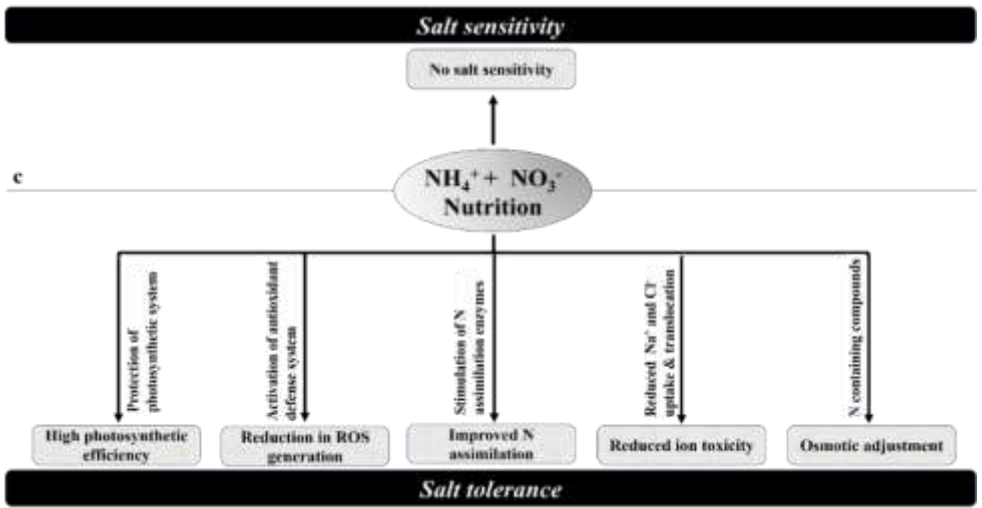 Salt sensitivity
No salt sensitivity
c
NH₄⁺ + NO₃⁻
Nutrition
Protection of
photosynthetic system
Activation of antioxidant
defense system
Stimulation of N
assimilation enzymes
Reduced Na⁺ and Cl⁻
uptake & translocation
N containing compounds
High photosynthetic
efficiency
Reduction in ROS
generation
Improved N
assimilation
Reduced ion toxicity
Osmotic adjustment
Salt tolerance